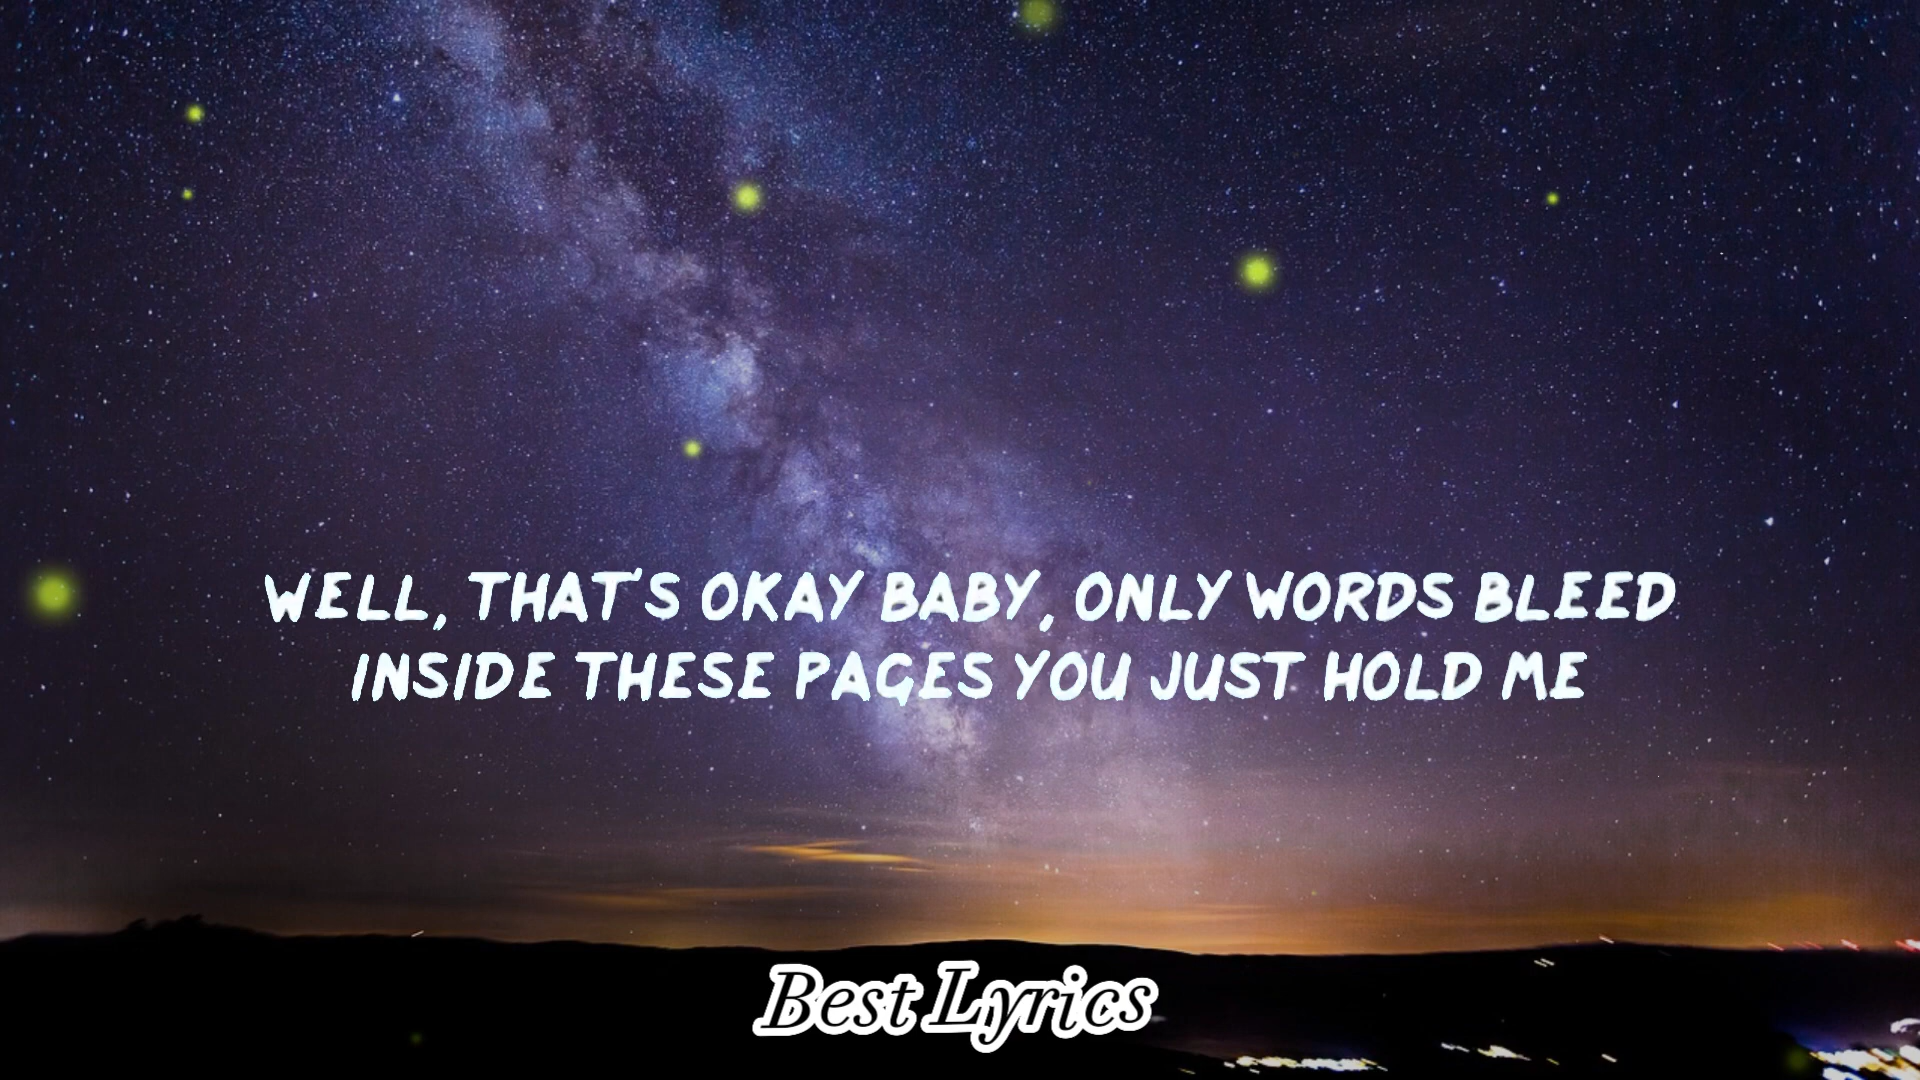 WELL, THAT'S OKAY BABY, ONLY WORDS BLEED
INSIDE THESE PAGES YOU JUST HOLD ME
Best Lyrics